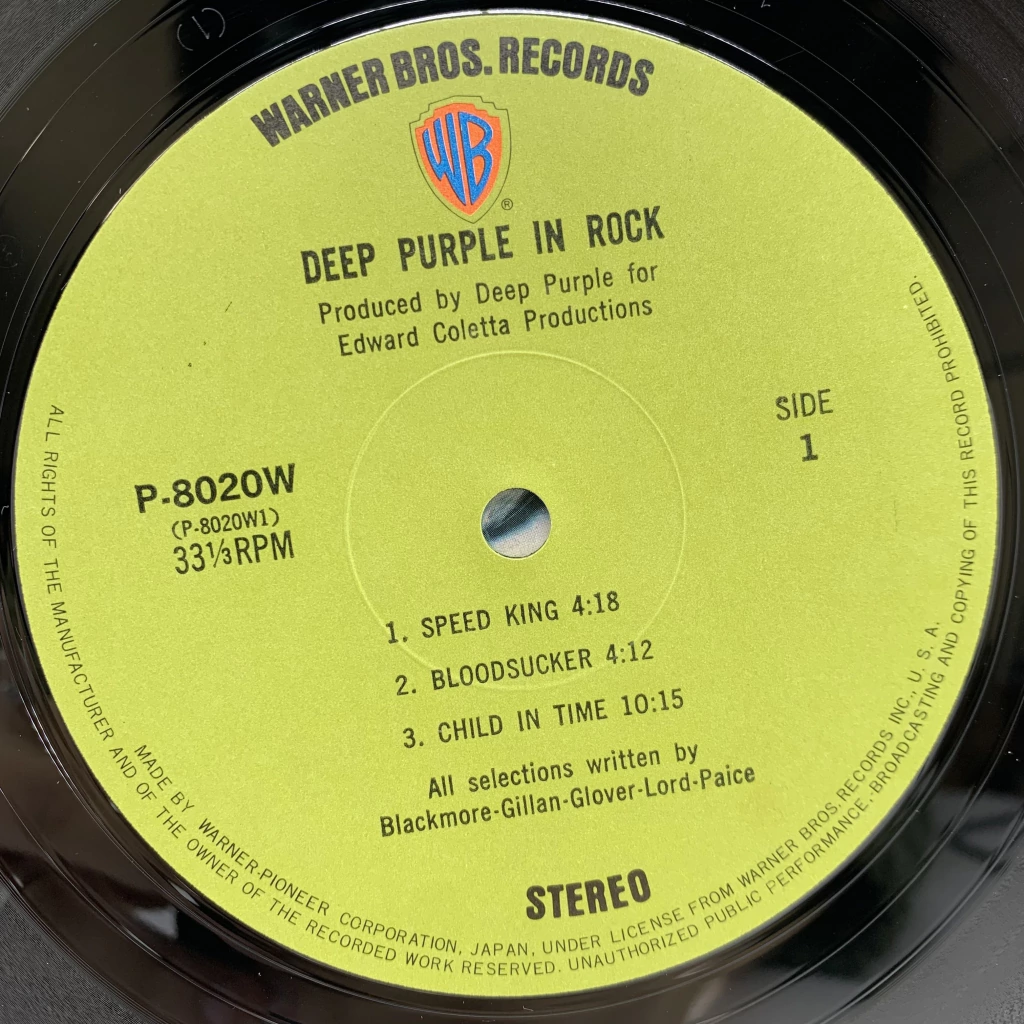 WARNER BROS. RECORDS
WB
®
DEEP PURPLE IN ROCK
Produced by Deep Purple for
Edward Coletta Productions
SIDE
1
P-8020W
(P-8020W1)
33⅓RPM
1. SPEED KING 4:18
2. BLOODSUCKER 4:12
3. CHILD IN TIME 10:15
All selections written by
Blackmore-Gillan-Glover-Lord-Paice
STEREO
MADE BY WARNER-PIONEER CORPORATION, JAPAN, UNDER LICENSE FROM WARNER BROS. RECORDS INC., U. S. A.
ALL RIGHTS OF THE MANUFACTURER AND OF THE OWNER OF THE RECORDED WORK RESERVED. UNAUTHORIZED PUBLIC PERFORMANCE. BROADCASTING AND COPYING OF THIS RECORD PROHIBITED.